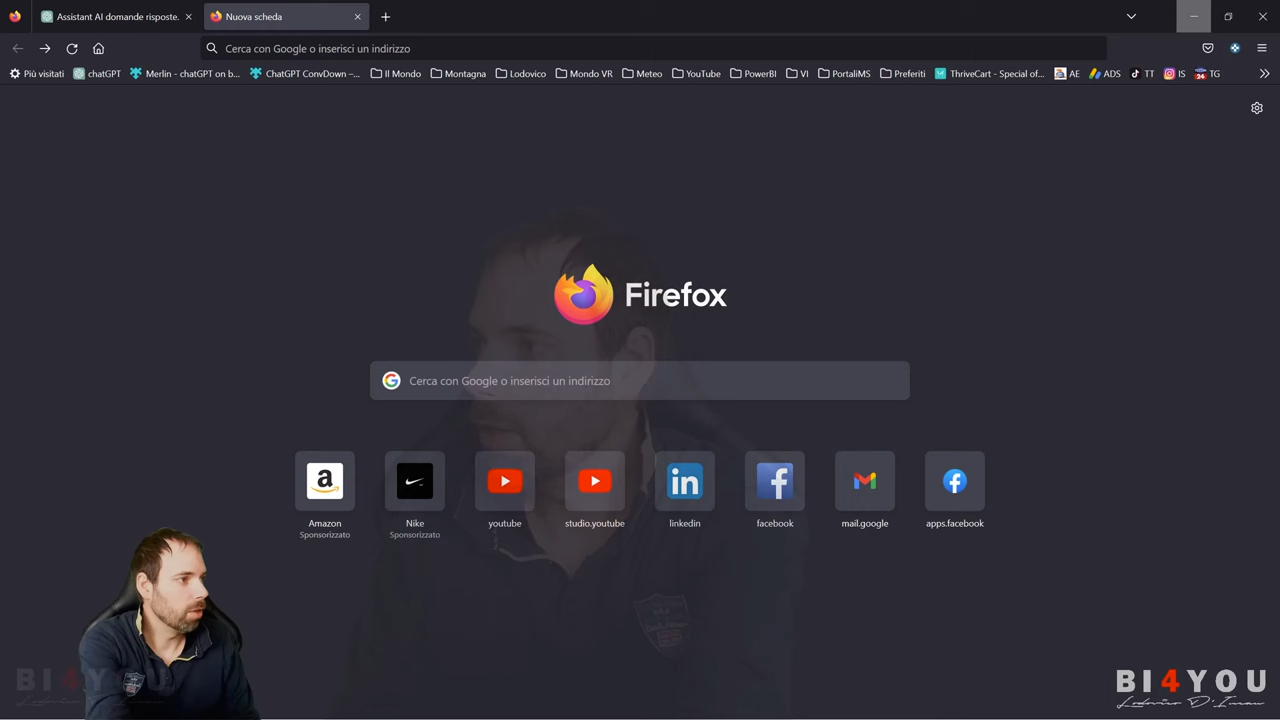 Assistant AI domande risposte.
Nuova scheda
Cerca con Google o inserisci un indirizzo
Più visitati chatGPT Merlin - chatGPT on b... ChatGPT ConvDown –... Il Mondo Montagna Lodovico Mondo VR Meteo YouTube PowerBI VI PortaliMS Preferiti ThriveCart - Special of... AE ADS TT IS TG
Firefox
Cerca con Google o inserisci un indirizzo
Amazon
Sponsorizzato
Nike
Sponsorizzato
youtube
studio.youtube
linkedin
facebook
mail.google
apps.facebook
BI4YOU
BI4YOU